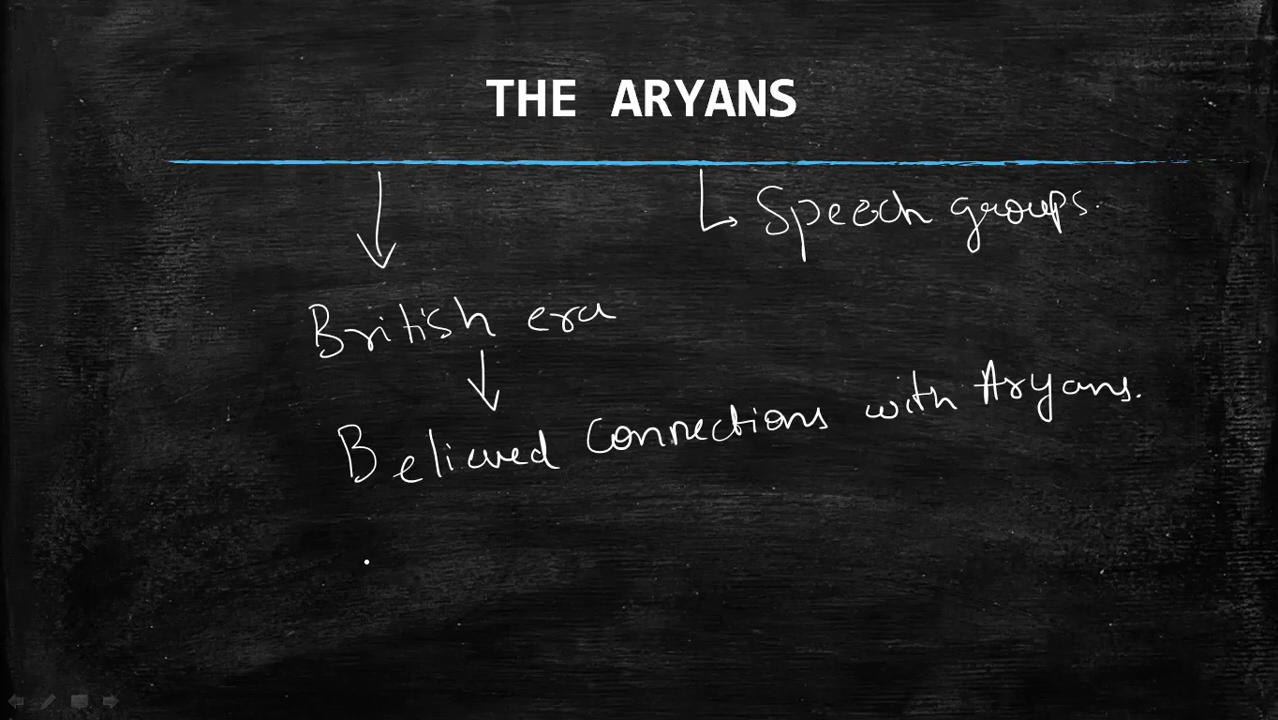 THE ARYANS
Speech groups.
British era
Believed connections with Aryans.